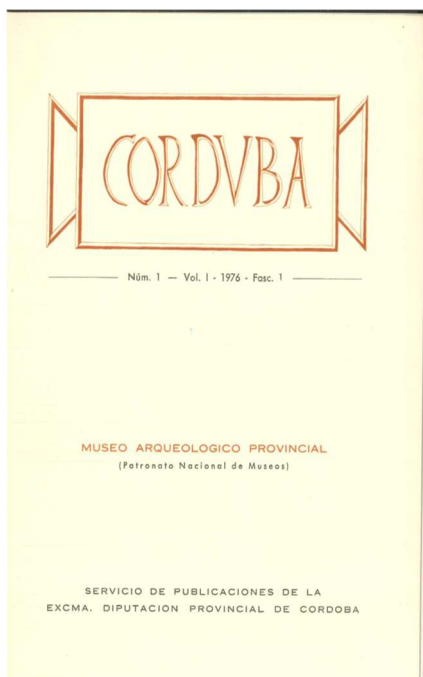 CORDVBA
Núm. 1 — Vol. I - 1976 - Fasc. 1
MUSEO ARQUEOLOGICO PROVINCIAL
(Patronato Nacional de Museos)
SERVICIO DE PUBLICACIONES DE LA
EXCMA. DIPUTACION PROVINCIAL DE CORDOBA